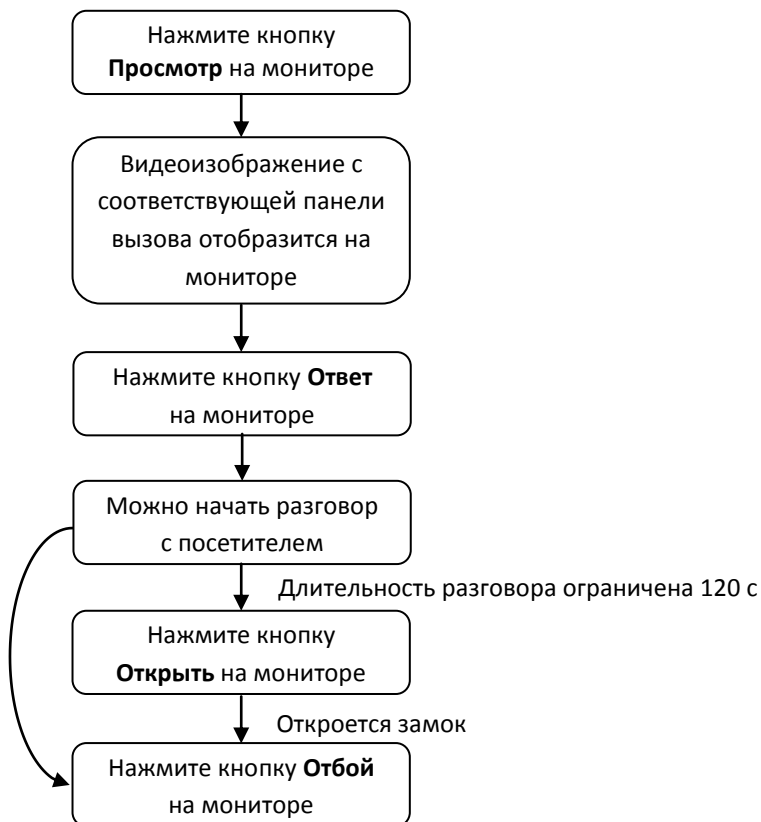 Нажмите кнопку
Просмотр на мониторе
Видеоизображение с
соответствующей панели
вызова отобразится на
мониторе
Нажмите кнопку Ответ
на мониторе
Можно начать разговор
с посетителем
Длительность разговора ограничена 120 с
Нажмите кнопку
Открыть на мониторе
Откроется замок
Нажмите кнопку Отбой
на мониторе